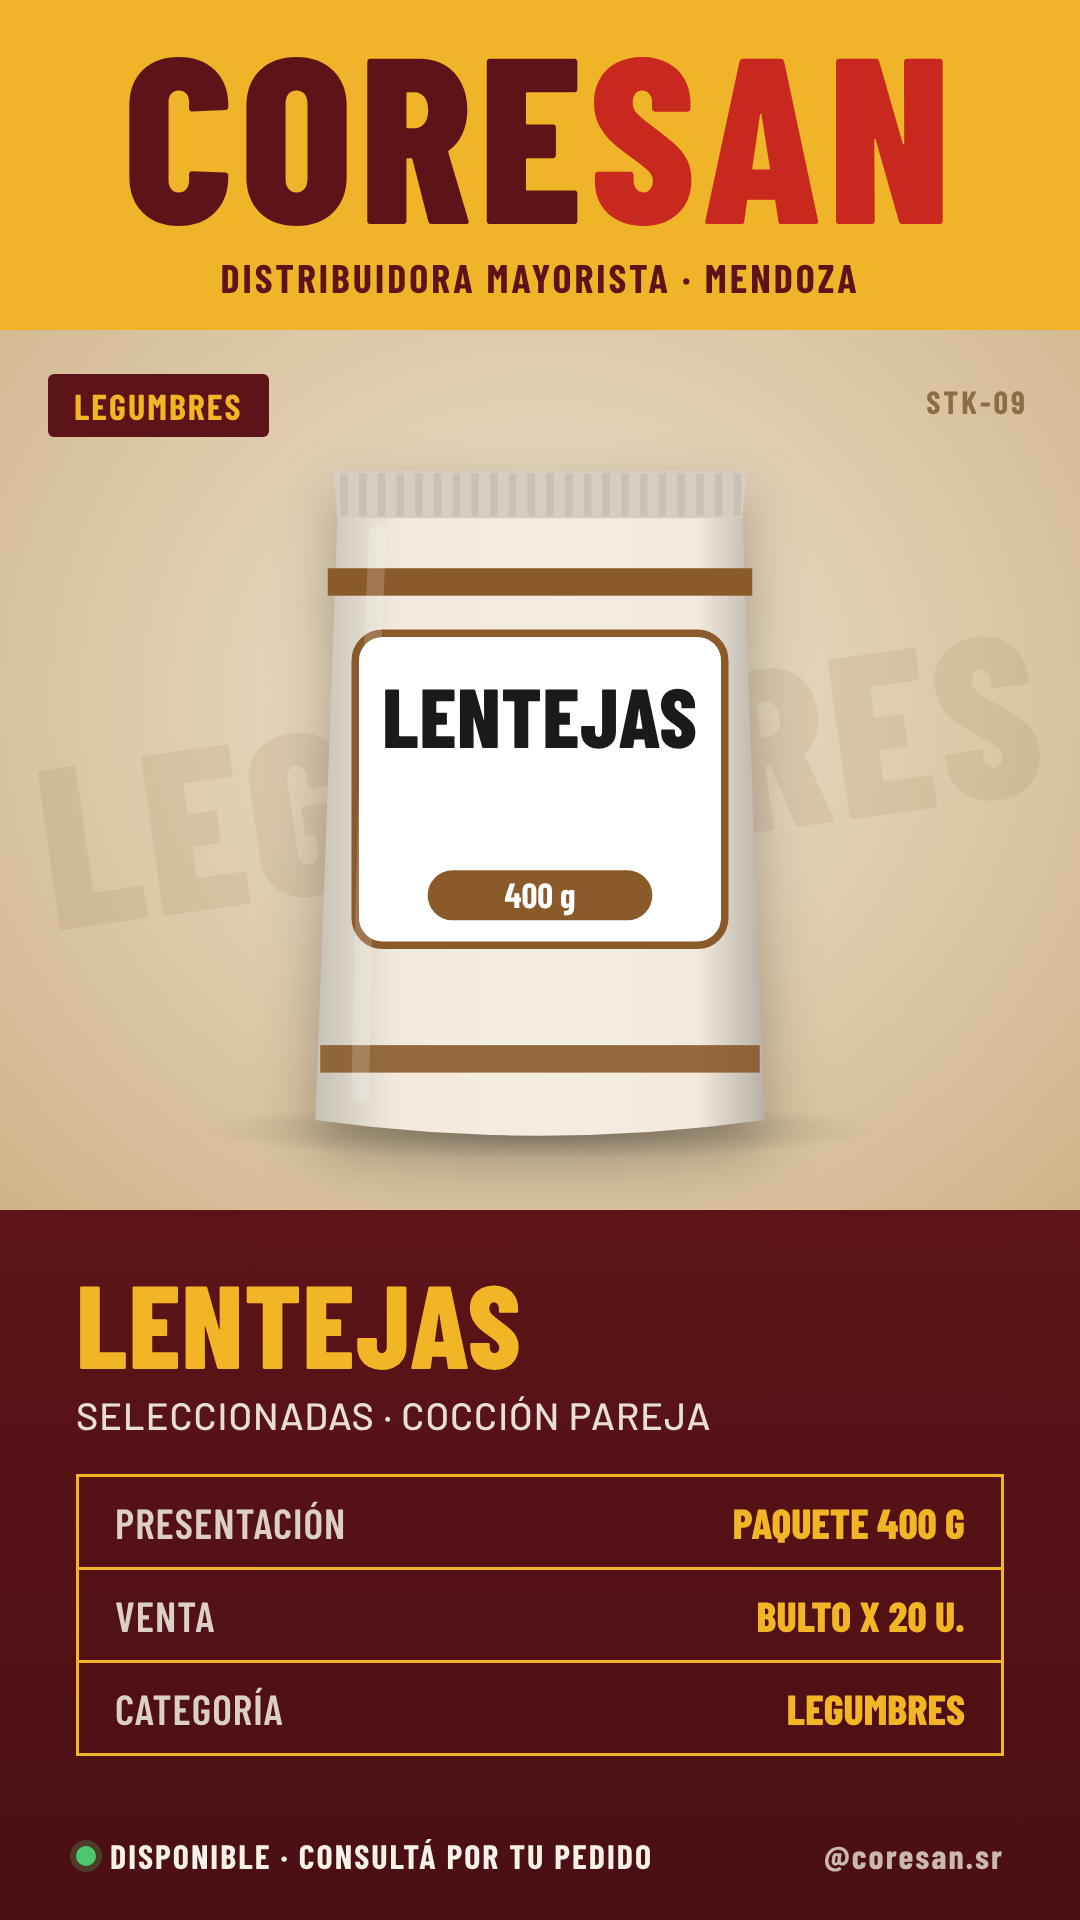 CORESAN
DISTRIBUIDORA MAYORISTA · MENDOZA
LEGUMBRES
STK-09
LENTEJAS
400 g
LENTEJAS
SELECCIONADAS · COCCIÓN PAREJA
PRESENTACIÓN PAQUETE 400 G
VENTA BULTO X 20 U.
CATEGORÍA LEGUMBRES
DISPONIBLE · CONSULTÁ POR TU PEDIDO
@coresan.sr